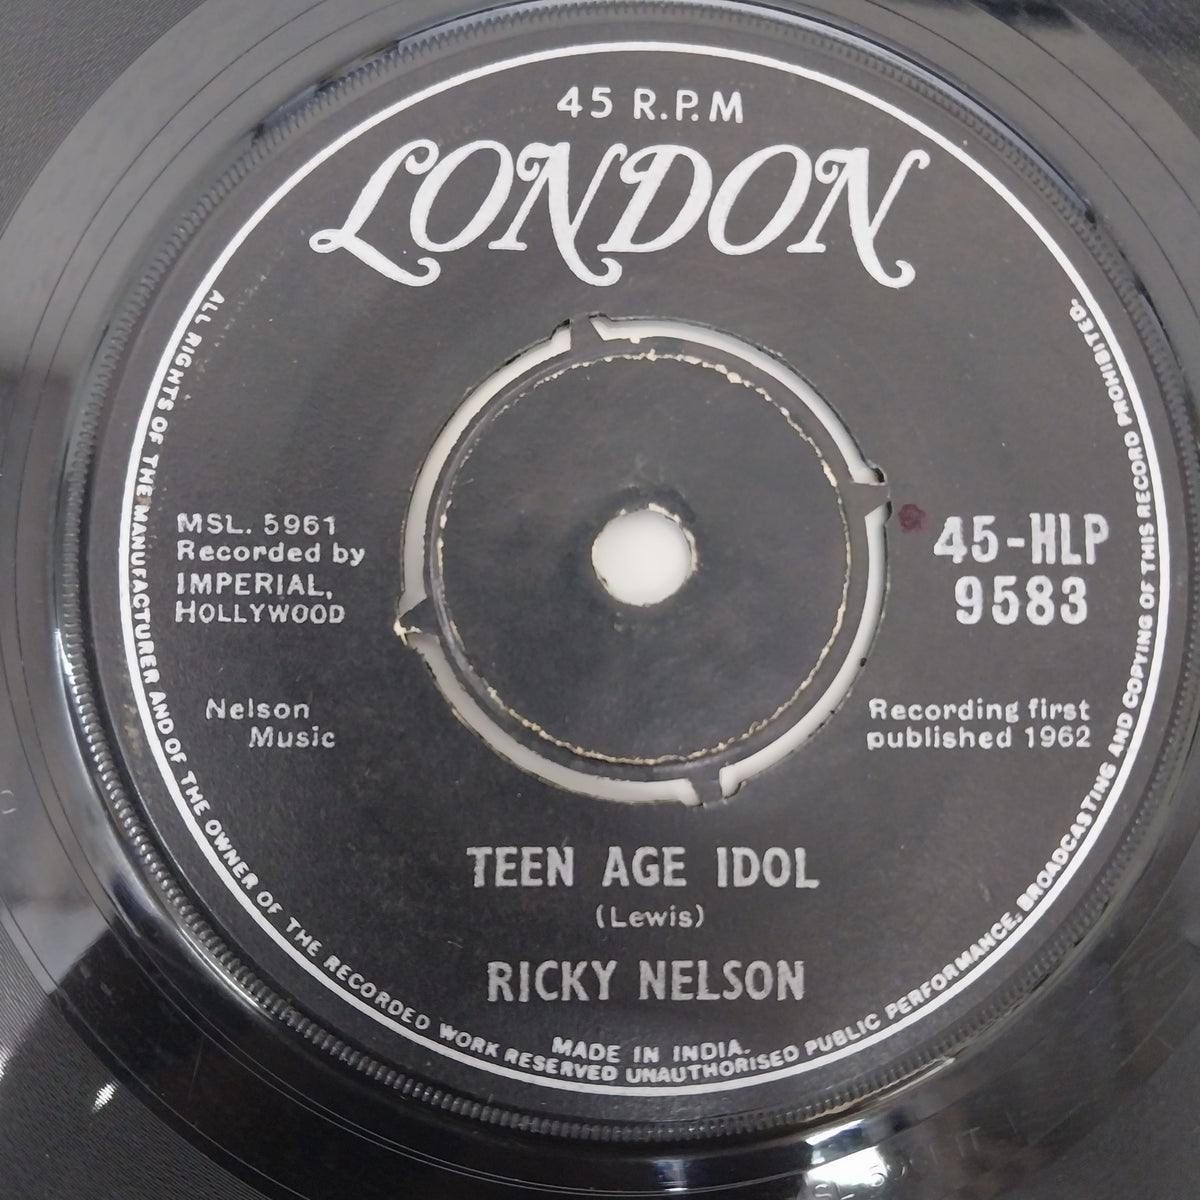 45 R.P.M
LONDON
MSL. 5961
Recorded by
IMPERIAL,
HOLLYWOOD
45-HLP
9583
Nelson
Music
Recording first
published 1962
TEEN AGE IDOL
(Lewis)
RICKY NELSON
MADE IN INDIA.
ALL RIGHTS OF THE MANUFACTURER AND OF THE OWNER OF THE RECORDED WORK RESERVED UNAUTHORISED PUBLIC PERFORMANCE, BROADCASTING AND COPYING OF THIS RECORD PROHIBITED.